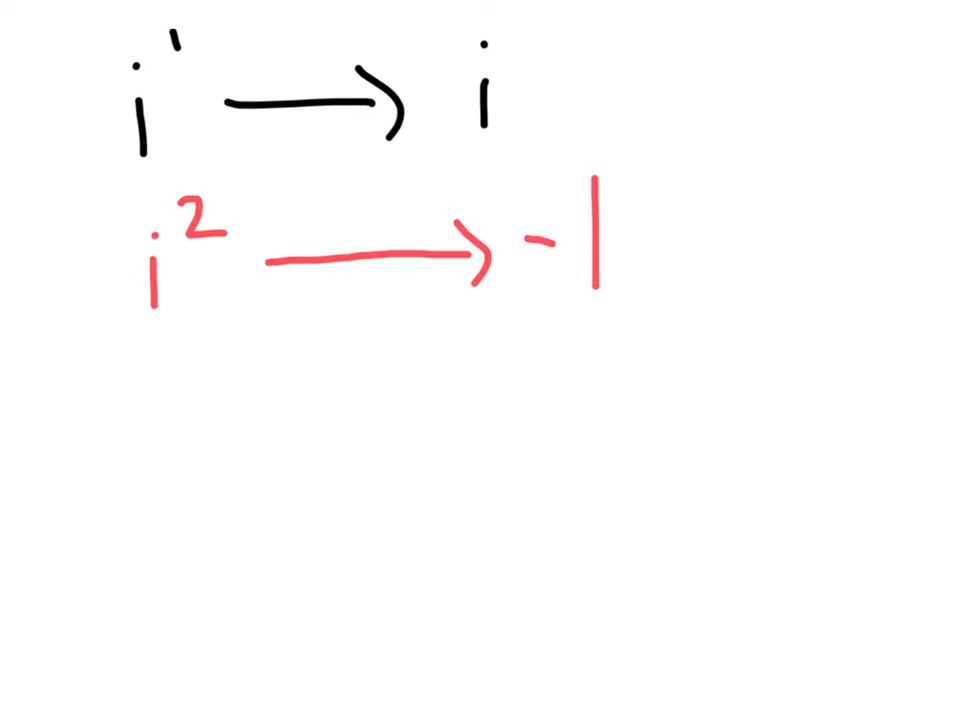 i¹ → i
i² → -1